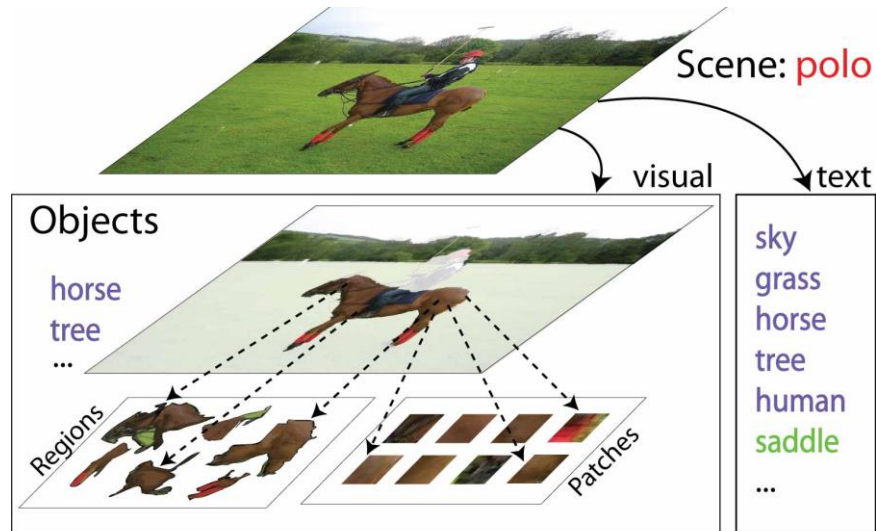 Scene: polo
visual
text
Objects
horse
tree
...
Regions
Patches
sky
grass
horse
tree
human
saddle
...